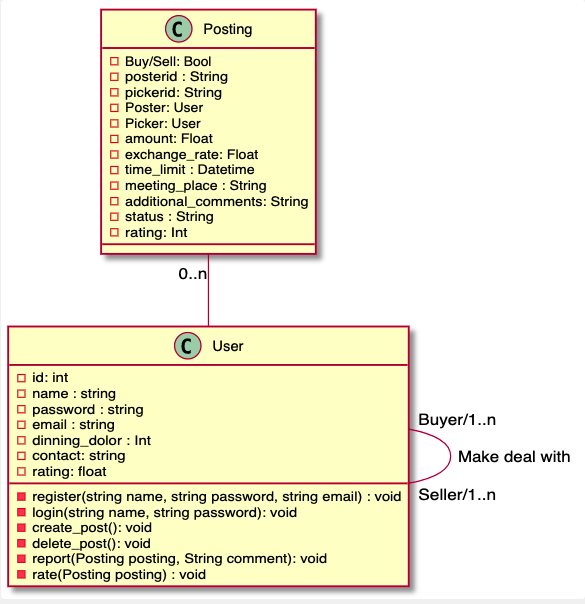 C Posting
Buy/Sell: Bool
posterid : String
pickerid: String
Poster: User
Picker: User
amount: Float
exchange_rate: Float
time_limit : Datetime
meeting_place : String
additional_comments: String
status : String
rating: Int
0..n
C User
id: int
name : string
password : string
email : string
dinning_dolor : Int
contact: string
rating: float
register(string name, string password, string email) : void
login(string name, string password): void
create_post(): void
delete_post(): void
report(Posting posting, String comment): void
rate(Posting posting) : void
Buyer/1..n
Make deal with
Seller/1..n